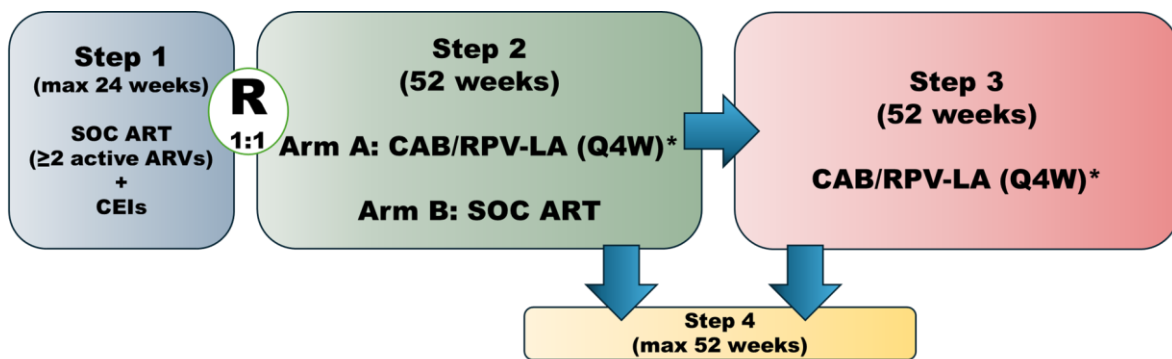 Step 1
(max 24 weeks)
SOC ART
(≥2 active ARVs)
+
CEIs
R
1:1
Step 2
(52 weeks)
Arm A: CAB/RPV-LA (Q4W)*
Arm B: SOC ART
Step 3
(52 weeks)
CAB/RPV-LA (Q4W)*
Step 4
(max 52 weeks)